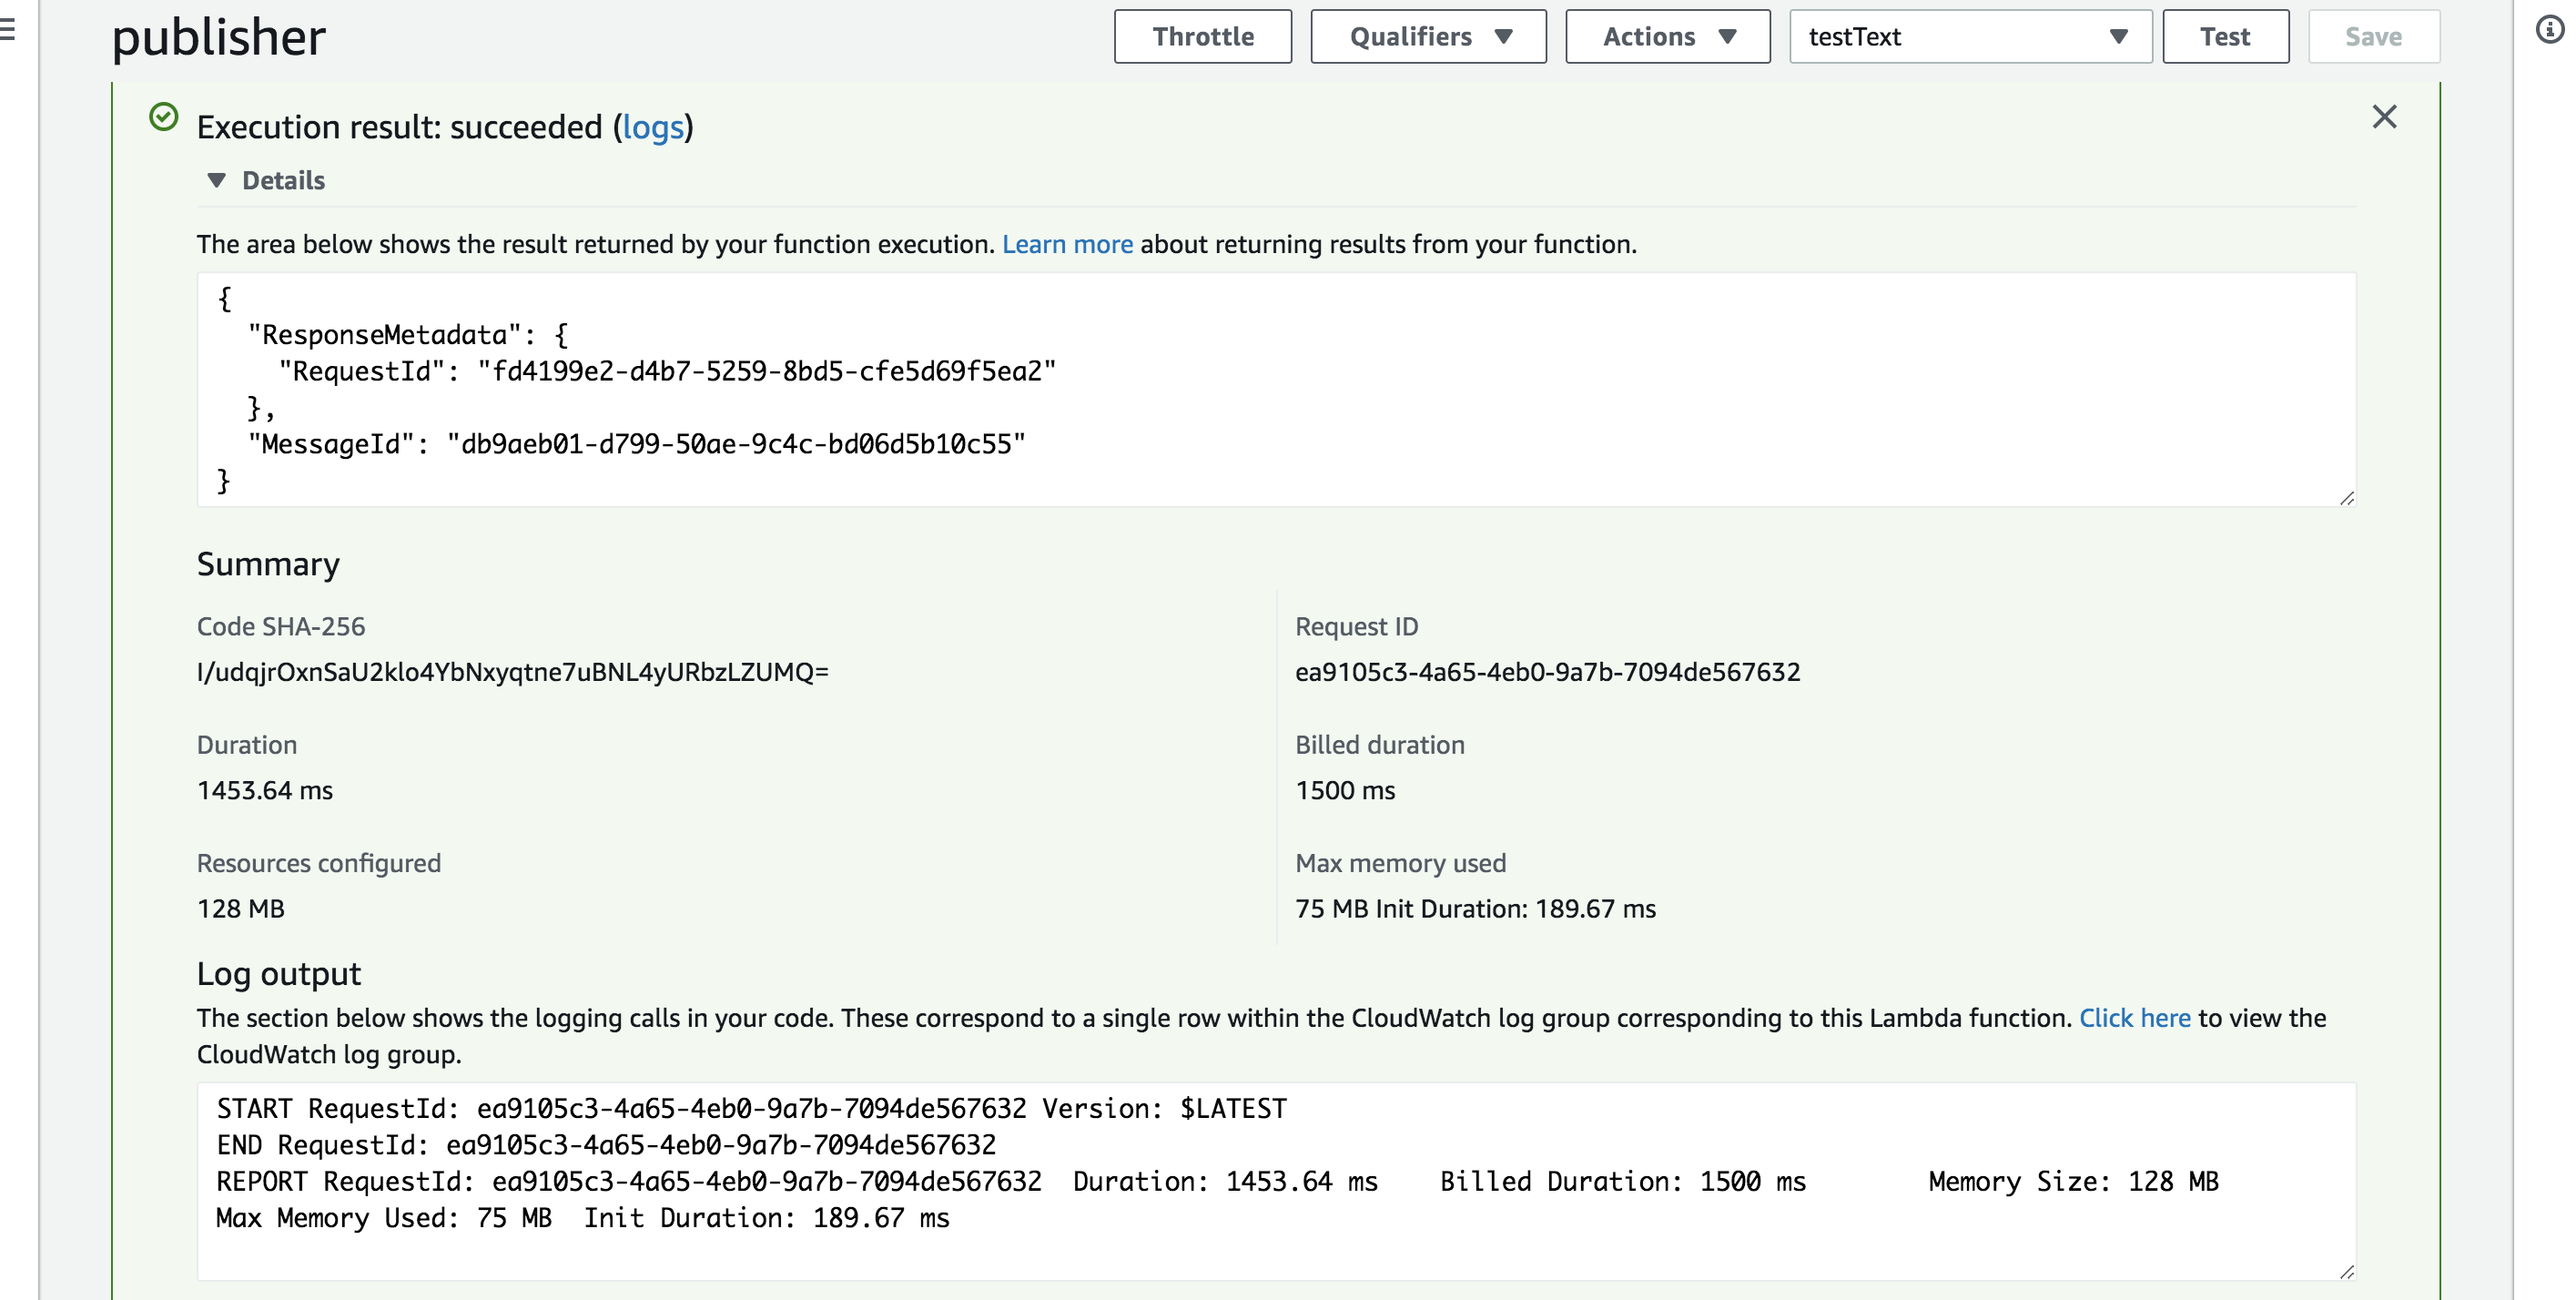 publisher
Throttle
Qualifiers
Actions
testText
Test
Save
Execution result: succeeded (logs)
Details
The area below shows the result returned by your function execution. Learn more about returning results from your function.
{
  "ResponseMetadata": {
    "RequestId": "fd4199e2-d4b7-5259-8bd5-cfe5d69f5ea2"
  },
  "MessageId": "db9aeb01-d799-50ae-9c4c-bd06d5b10c55"
}
Summary
Code SHA-256
I/udqjrOxnSaU2klo4YbNxyqtne7uBNL4yURbzLZUMQ=
Request ID
ea9105c3-4a65-4eb0-9a7b-7094de567632
Duration
1453.64 ms
Billed duration
1500 ms
Resources configured
128 MB
Max memory used
75 MB Init Duration: 189.67 ms
Log output
The section below shows the logging calls in your code. These correspond to a single row within the CloudWatch log group corresponding to this Lambda function. Click here to view the
CloudWatch log group.
START RequestId: ea9105c3-4a65-4eb0-9a7b-7094de567632 Version: $LATEST
END RequestId: ea9105c3-4a65-4eb0-9a7b-7094de567632
REPORT RequestId: ea9105c3-4a65-4eb0-9a7b-7094de567632  Duration: 1453.64 ms    Billed Duration: 1500 ms        Memory Size: 128 MB
Max Memory Used: 75 MB  Init Duration: 189.67 ms